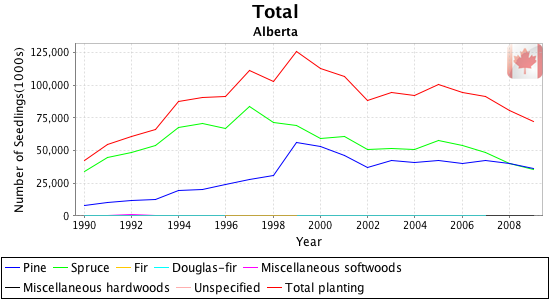 Total
Alberta
Number of Seedlings(1000s)
125,000
100,000
75,000
50,000
25,000
0
1990 1992 1994 1996 1998 2000 2002 2004 2006 2008
Year
Pine Spruce Fir Douglas-fir Miscellaneous softwoods
Miscellaneous hardwoods Unspecified Total planting